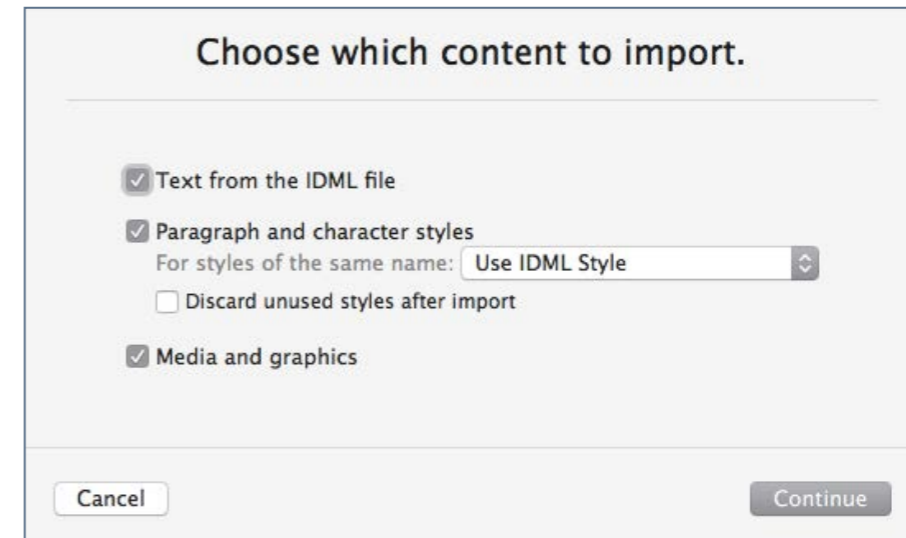 Choose which content to import.
Text from the IDML file
Paragraph and character styles
For styles of the same name: Use IDML Style
Discard unused styles after import
Media and graphics
Cancel Continue